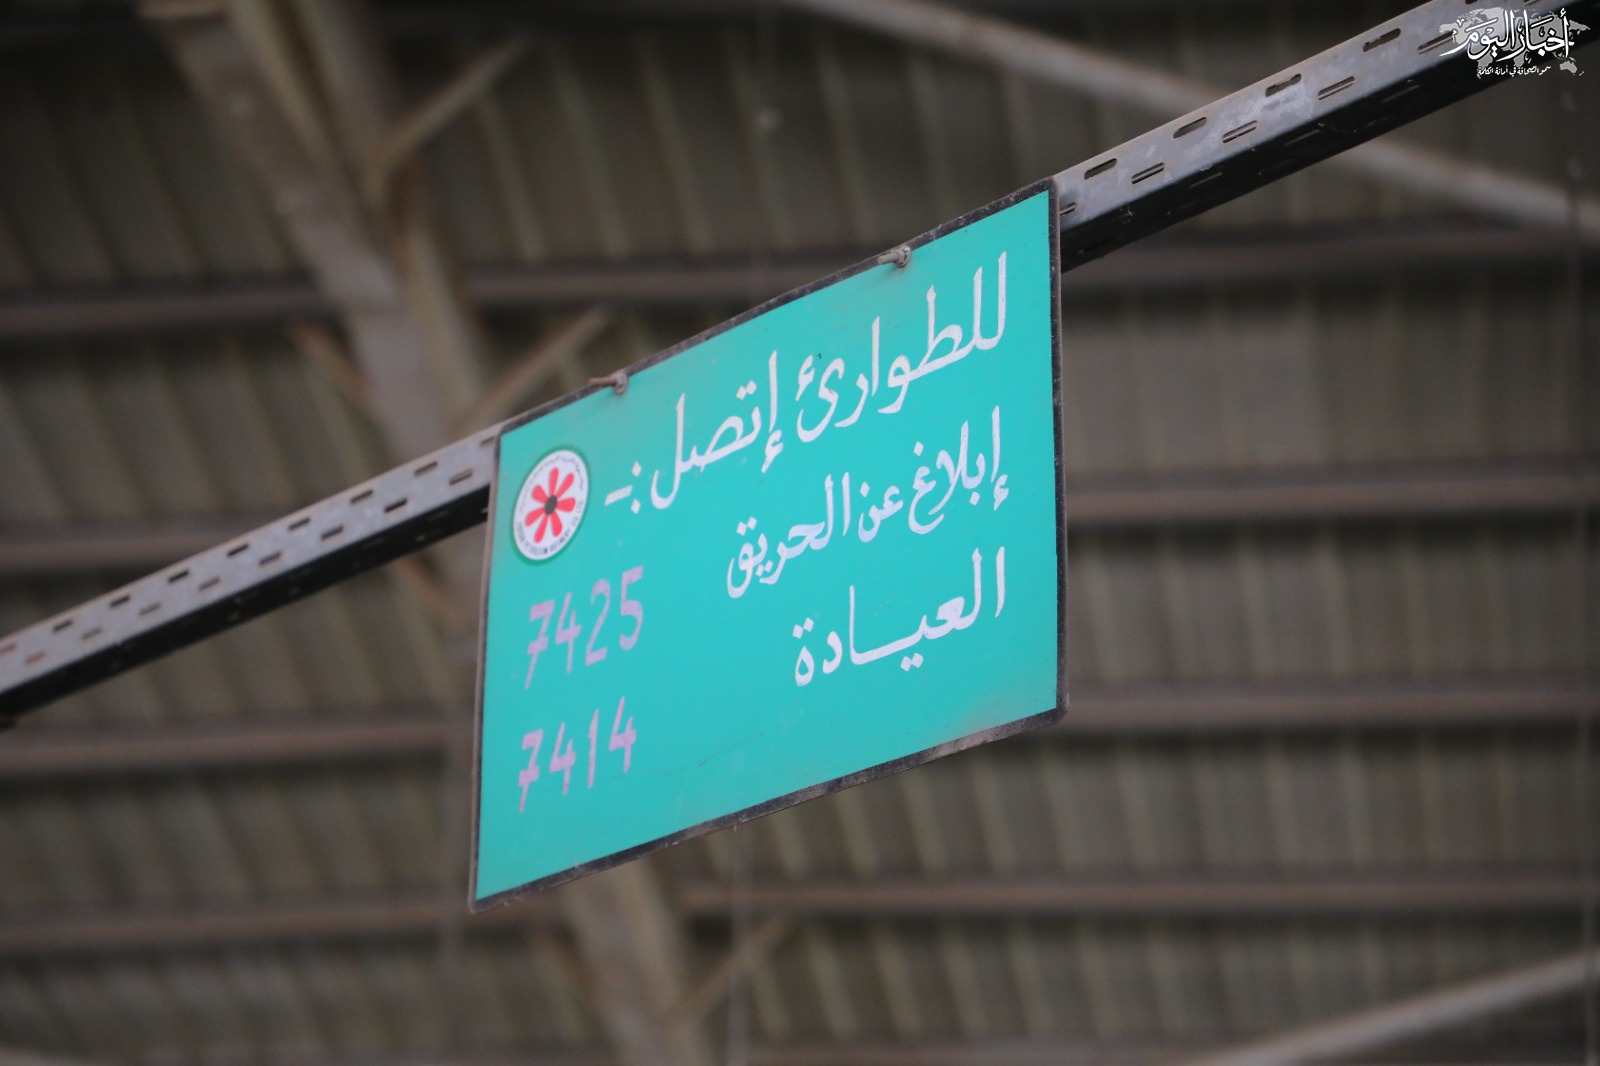 أخبار اليوم
للطوارئ إتصل :-
إبلاغ عن الحريق 7425
العيادة 7414